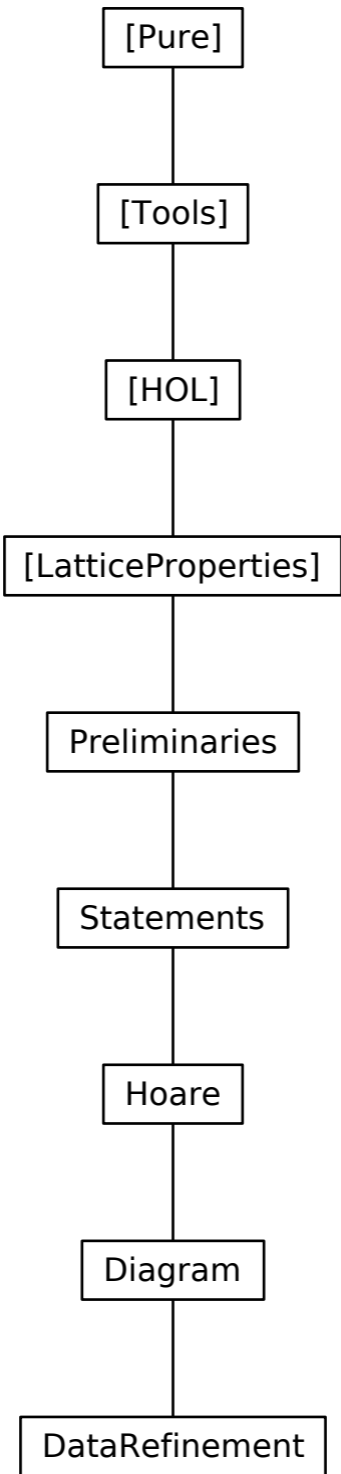 [Pure]
[Tools]
[HOL]
[LatticeProperties]
Preliminaries
Statements
Hoare
Diagram
DataRefinement